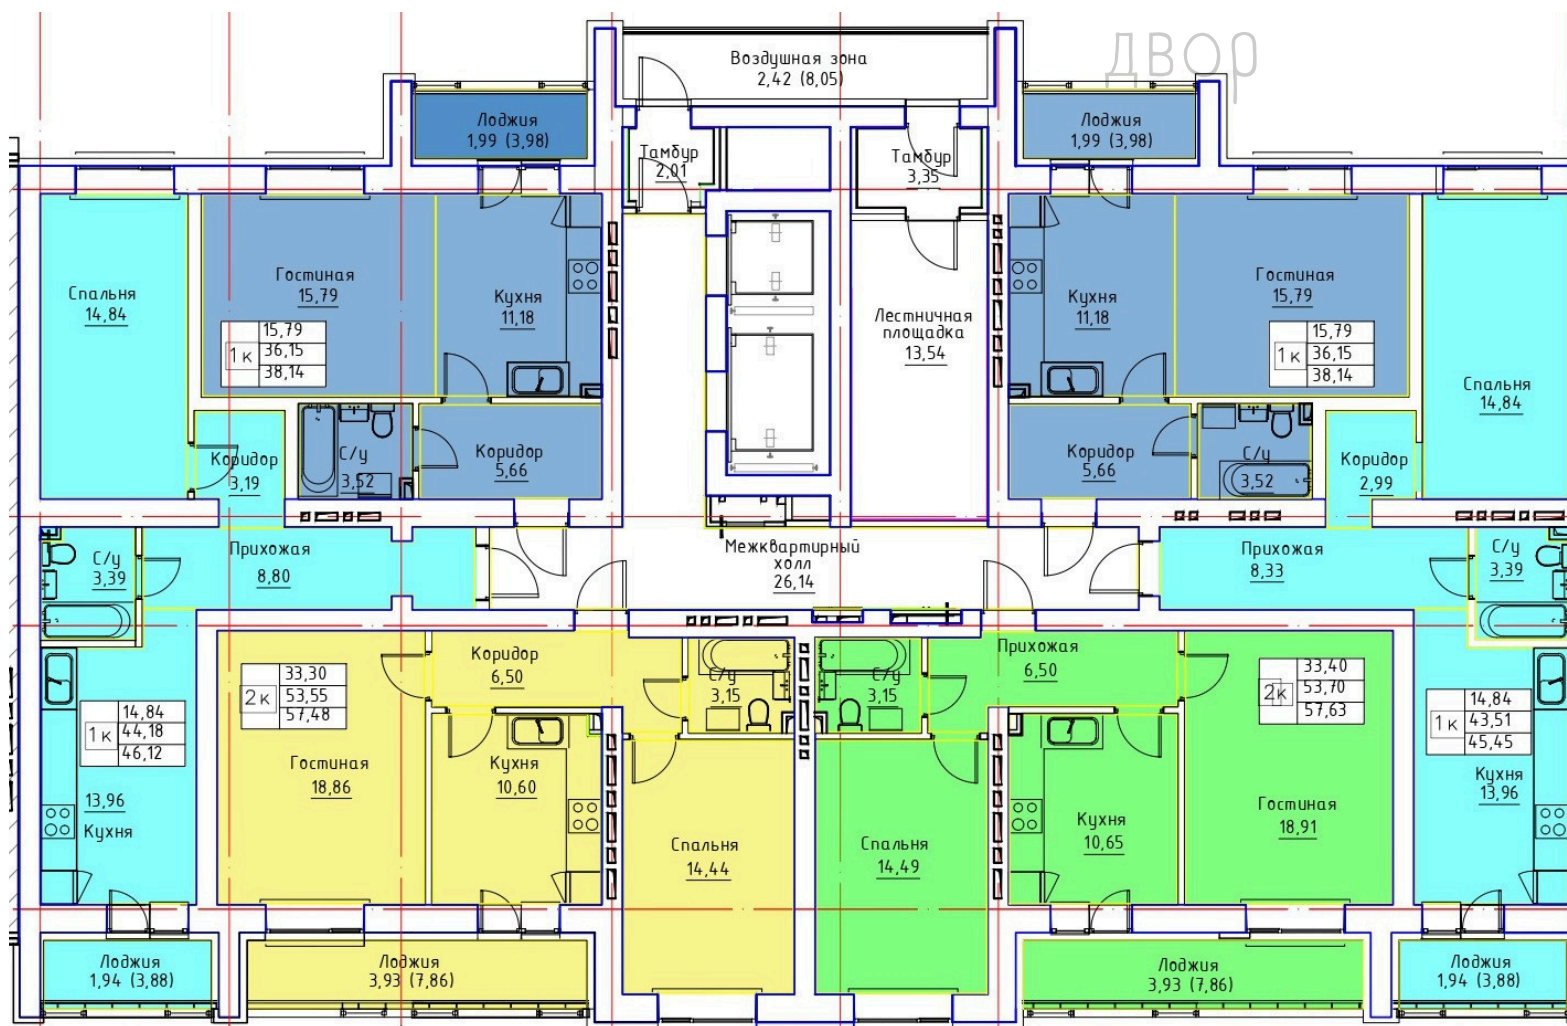 ДВОР
Воздушная зона
2,42 (8,05)
Лоджия
1,99 (3,98)
Лоджия
1,99 (3,98)
Тамбур
2,01
Тамбур
3,35
Спальня
14,84
Гостиная
15,79
1 к
15,79
36,15
38,14
Кухня
11,18
Лестничная
площадка
13,54
Кухня
11,18
Гостиная
15,79
1 к
15,79
36,15
38,14
Спальня
14,84
Коридор
3,19
С/у
3,52
Коридор
5,66
Коридор
5,66
С/у
3,52
Коридор
2,99
С/у
3,39
Прихожая
8,80
Межквартирный
холл
26,14
Прихожая
8,33
С/у
3,39
2 к
33,30
53,55
57,48
Коридор
6,50
С/у
3,15
С/у
3,15
Прихожая
6,50
2к
33,40
53,70
57,63
1 к
14,84
44,18
46,12
1 к
14,84
43,51
45,45
13,96
Кухня
Гостиная
18,86
Кухня
10,60
Спальня
14,44
Спальня
14,49
Кухня
10,65
Гостиная
18,91
Кухня
13,96
Лоджия
1,94 (3,88)
Лоджия
3,93 (7,86)
Лоджия
3,93 (7,86)
Лоджия
1,94 (3,88)